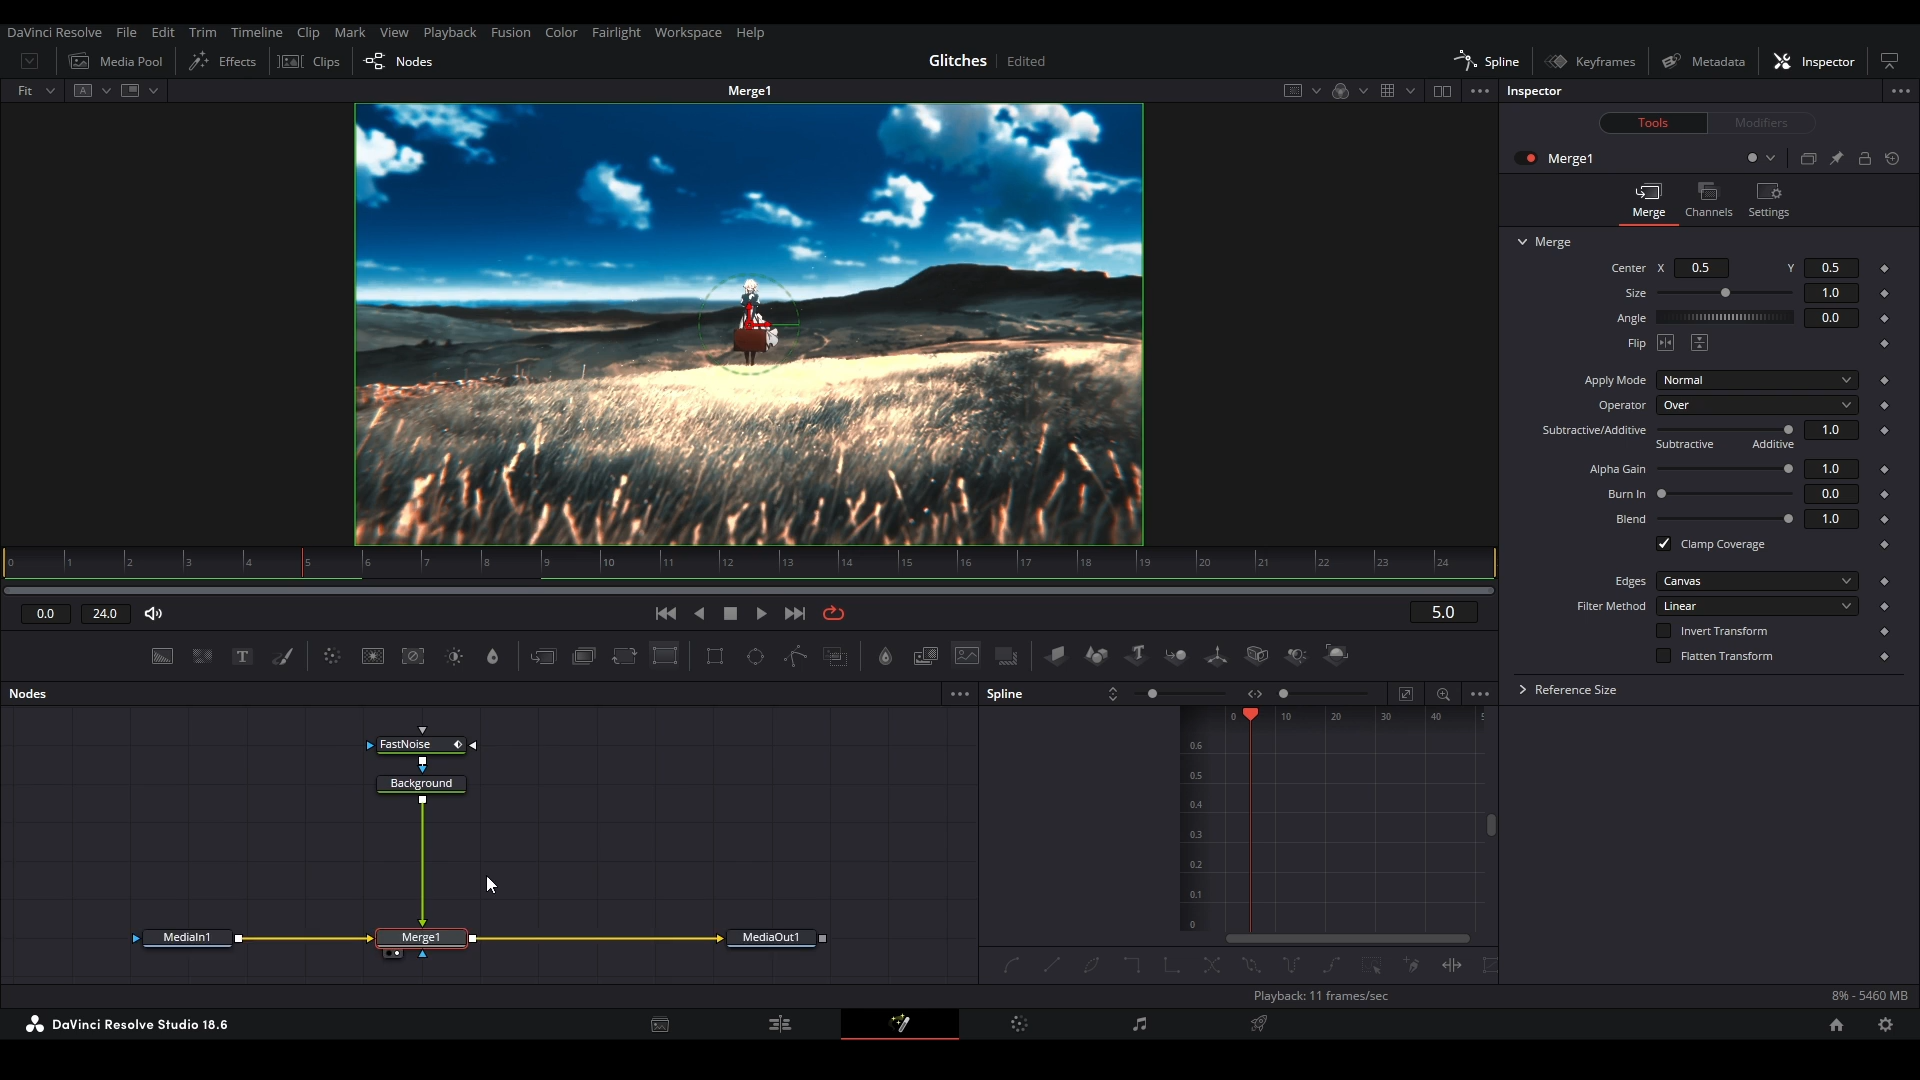 DaVinci Resolve File Edit Trim Timeline Clip Mark View Playback Fusion Color Fairlight Workspace Help
Media Pool Effects Clips Nodes Glitches Edited Spline Keyframes Metadata Inspector
Fit A Merge1 Inspector
Tools Modifiers
Merge1
Merge Channels Settings
Merge
Center X 0.5 Y 0.5
Size 1.0
Angle 0.0
Flip
Apply Mode Normal
Operator Over
Subtractive/Additive 1.0
Subtractive Additive
Alpha Gain 1.0
Burn In 0.0
Blend 1.0
Clamp Coverage
Edges Canvas
Filter Method Linear
Invert Transform
Flatten Transform
Reference Size
0 1 2 3 4 5 6 7 8 9 10 11 12 13 14 15 16 17 18 19 20 21 22 23 24
0.0 24.0 5.0
T T
Nodes Spline
0 10 20 30 40
0.6
0.5
0.4
0.3
0.2
0.1
0
FastNoise
Background
MediaIn1 Merge1 MediaOut1
Playback: 11 frames/sec 8% - 5460 MB
DaVinci Resolve Studio 18.6